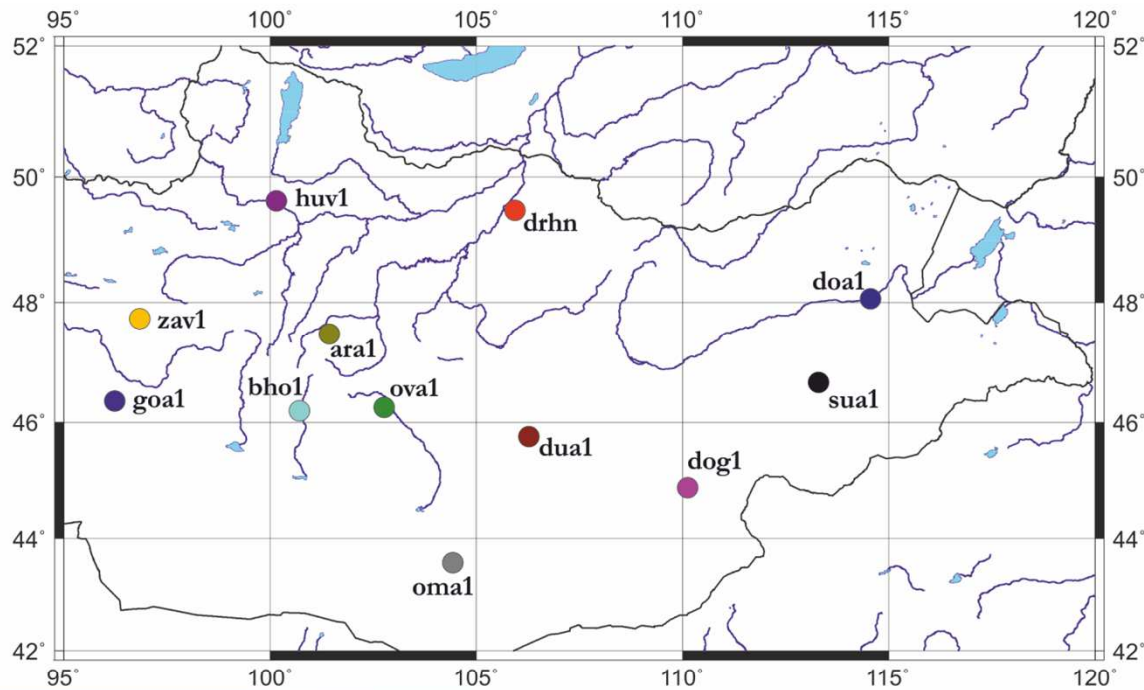 95˚ 100˚ 105˚ 110˚ 115˚ 120˚
52˚ 52˚
50˚ 50˚
huv1
drhn
doa1
48˚ 48˚
zav1
ara1
bho1 ova1
goa1 sua1
46˚ 46˚
dua1
dog1
44˚ 44˚
oma1
42˚ 42˚
95˚ 100˚ 105˚ 110˚ 115˚ 120˚